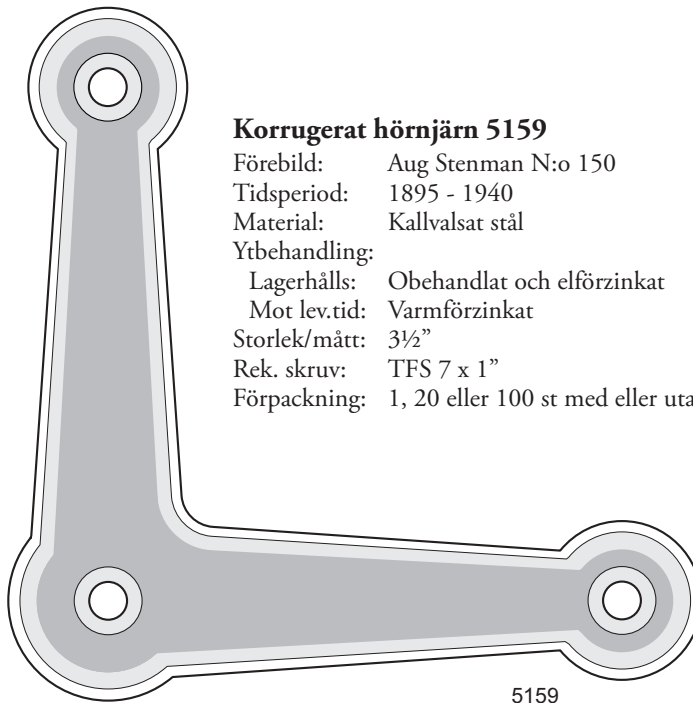 Korrugerat hörnjärn 5159
Förebild: Aug Stenman N:o 150
Tidsperiod: 1895 - 1940
Material: Kallvalsat stål
Ytbehandling:
Lagerhålls: Obehandlat och elförzinkat
Mot lev.tid: Varmförzinkat
Storlek/mått: 3½”
Rek. skruv: TFS 7 x 1”
Förpackning: 1, 20 eller 100 st med eller uta
5159